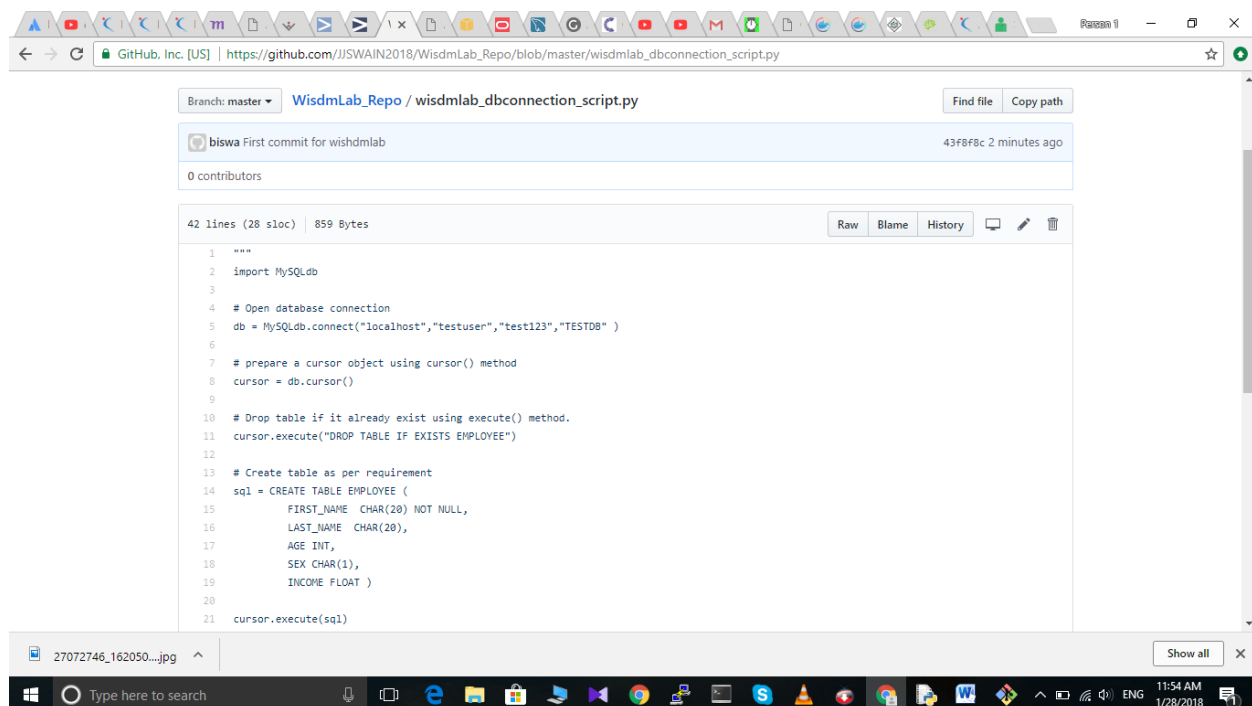 Person 1
GitHub, Inc. [US] | https://github.com/JJSWAIN2018/WisdmLab_Repo/blob/master/wisdmlab_dbconnection_script.py
Branch: master WisdmLab_Repo / wisdmlab_dbconnection_script.py Find file Copy path
biswa First commit for wishdmlab 43f8f8c 2 minutes ago
0 contributors
42 lines (28 sloc) 859 Bytes Raw Blame History
1 """
2 import MySQLdb
3
4 # Open database connection
5 db = MySQLdb.connect("localhost","testuser","test123","TESTDB" )
6
7 # prepare a cursor object using cursor() method
8 cursor = db.cursor()
9
10 # Drop table if it already exist using execute() method.
11 cursor.execute("DROP TABLE IF EXISTS EMPLOYEE")
12
13 # Create table as per requirement
14 sql = CREATE TABLE EMPLOYEE (
15 FIRST_NAME CHAR(20) NOT NULL,
16 LAST_NAME CHAR(20),
17 AGE INT,
18 SEX CHAR(1),
19 INCOME FLOAT )
20
21 cursor.execute(sql)
27072746_162050....jpg Show all
Type here to search ENG 11:54 AM
1/28/2018